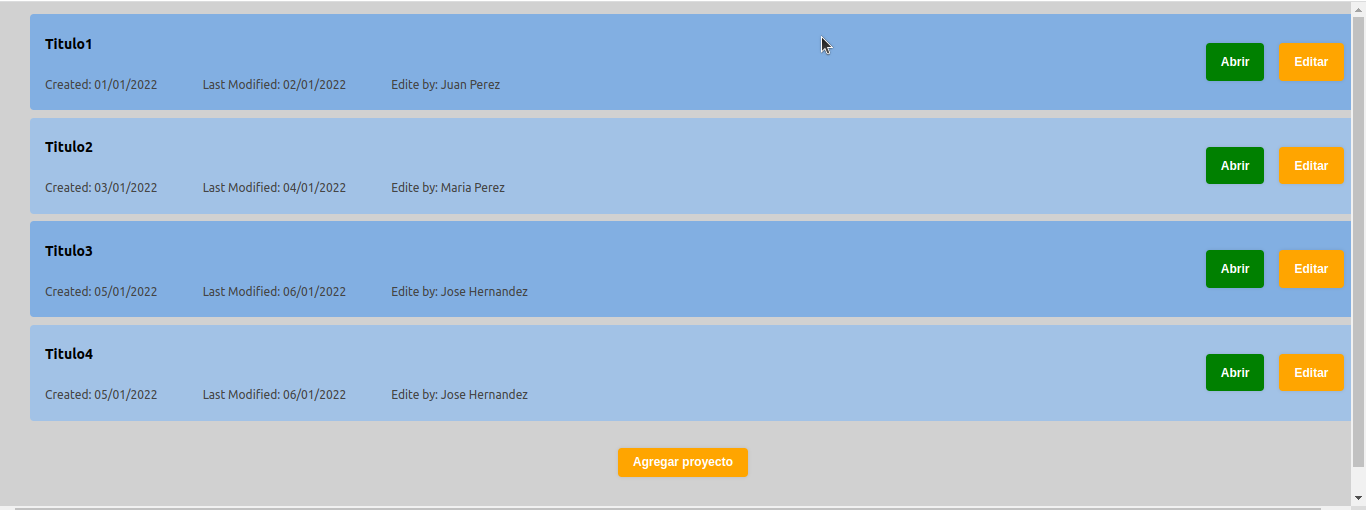 Titulo1
Abrir Editar
Created: 01/01/2022 Last Modified: 02/01/2022 Edite by: Juan Perez
Titulo2
Abrir Editar
Created: 03/01/2022 Last Modified: 04/01/2022 Edite by: Maria Perez
Titulo3
Abrir Editar
Created: 05/01/2022 Last Modified: 06/01/2022 Edite by: Jose Hernandez
Titulo4
Abrir Editar
Created: 05/01/2022 Last Modified: 06/01/2022 Edite by: Jose Hernandez
Agregar proyecto